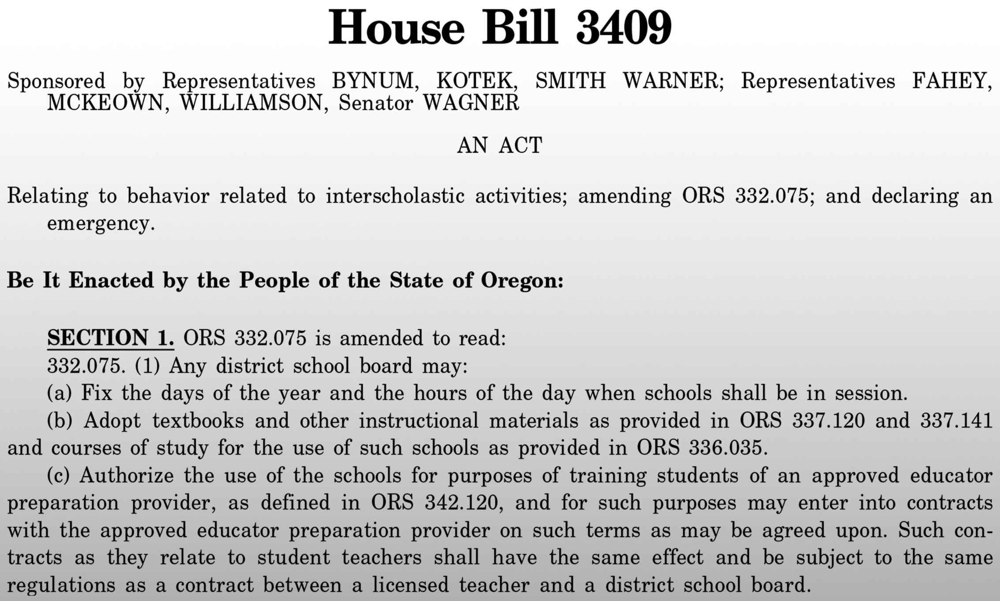 House Bill 3409
Sponsored by Representatives BYNUM, KOTEK, SMITH WARNER; Representatives FAHEY,
MCKEOWN, WILLIAMSON, Senator WAGNER
AN ACT
Relating to behavior related to interscholastic activities; amending ORS 332.075; and declaring an
emergency.
Be It Enacted by the People of the State of Oregon:
SECTION 1. ORS 332.075 is amended to read:
332.075. (1) Any district school board may:
(a) Fix the days of the year and the hours of the day when schools shall be in session.
(b) Adopt textbooks and other instructional materials as provided in ORS 337.120 and 337.141
and courses of study for the use of such schools as provided in ORS 336.035.
(c) Authorize the use of the schools for purposes of training students of an approved educator
preparation provider, as defined in ORS 342.120, and for such purposes may enter into contracts
with the approved educator preparation provider on such terms as may be agreed upon. Such con-
tracts as they relate to student teachers shall have the same effect and be subject to the same
regulations as a contract between a licensed teacher and a district school board.